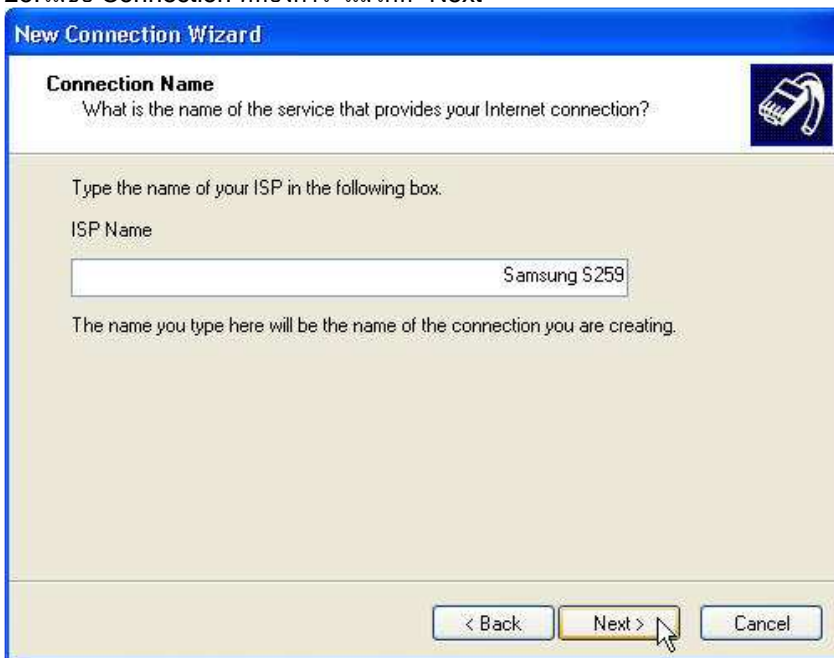 Connection Next
New Connection Wizard
Connection Name
What is the name of the service that provides your Internet connection?
Type the name of your ISP in the following box.
ISP Name
Samsung S259
The name you type here will be the name of the connection you are creating.
< Back Next > Cancel